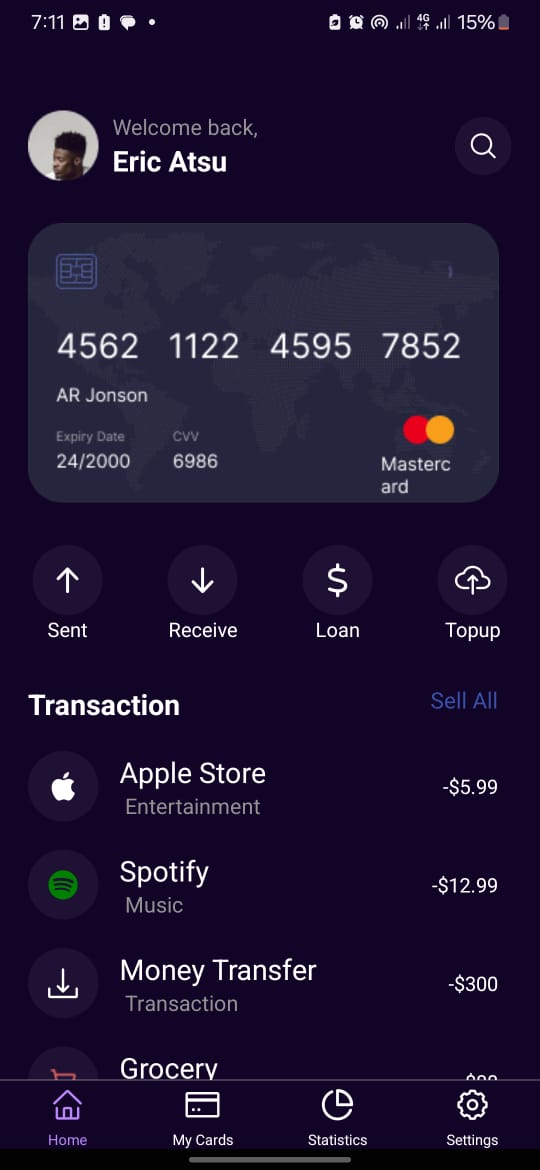 7:11 4G 15%
Welcome back,
Eric Atsu
4562 1122 4595 7852
AR Jonson
Expiry Date CVV
24/2000 6986
Masterc
ard
Sent Receive Loan Topup
Transaction Sell All
Apple Store
Entertainment
-$5.99
Spotify
Music
-$12.99
Money Transfer
Transaction
-$300
Grocery
Home My Cards Statistics Settings